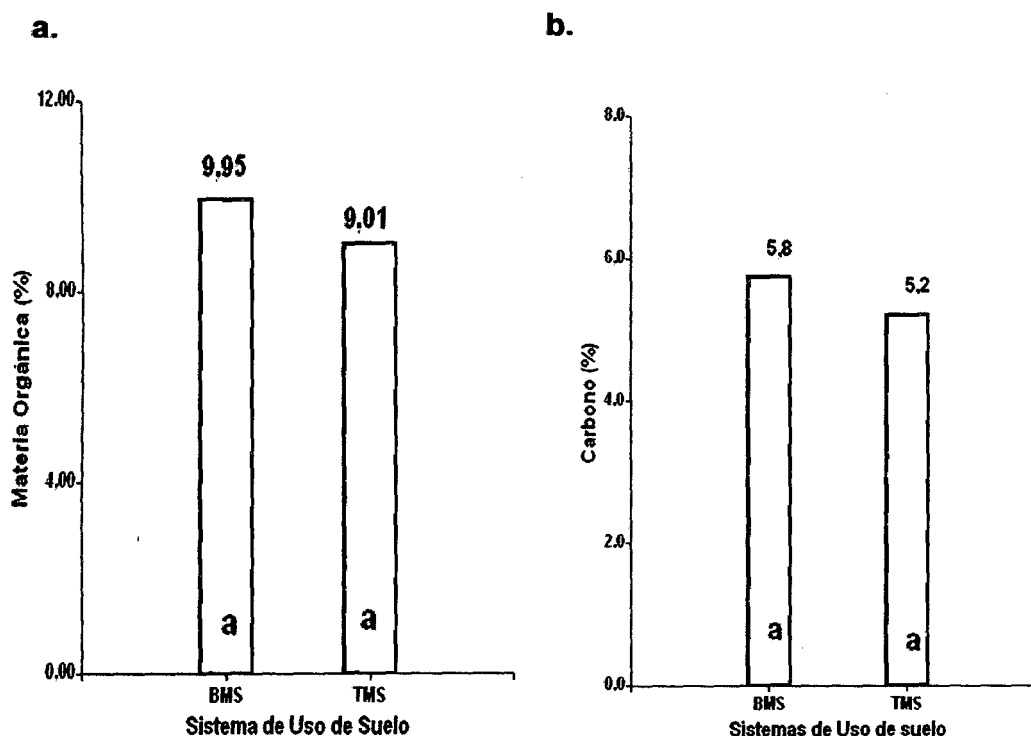 a.
12.00
8,00
4,00
0,00
Materia Orgánica (%)
9,95
9,01
a
a
BMS
TMS
Sistema de Uso de Suelo
b.
8.0
6.0
4.0
2.0
0.0
Carbono (%)
5,8
5,2
a
a
BMS
TMS
Sistemas de Uso de suelo